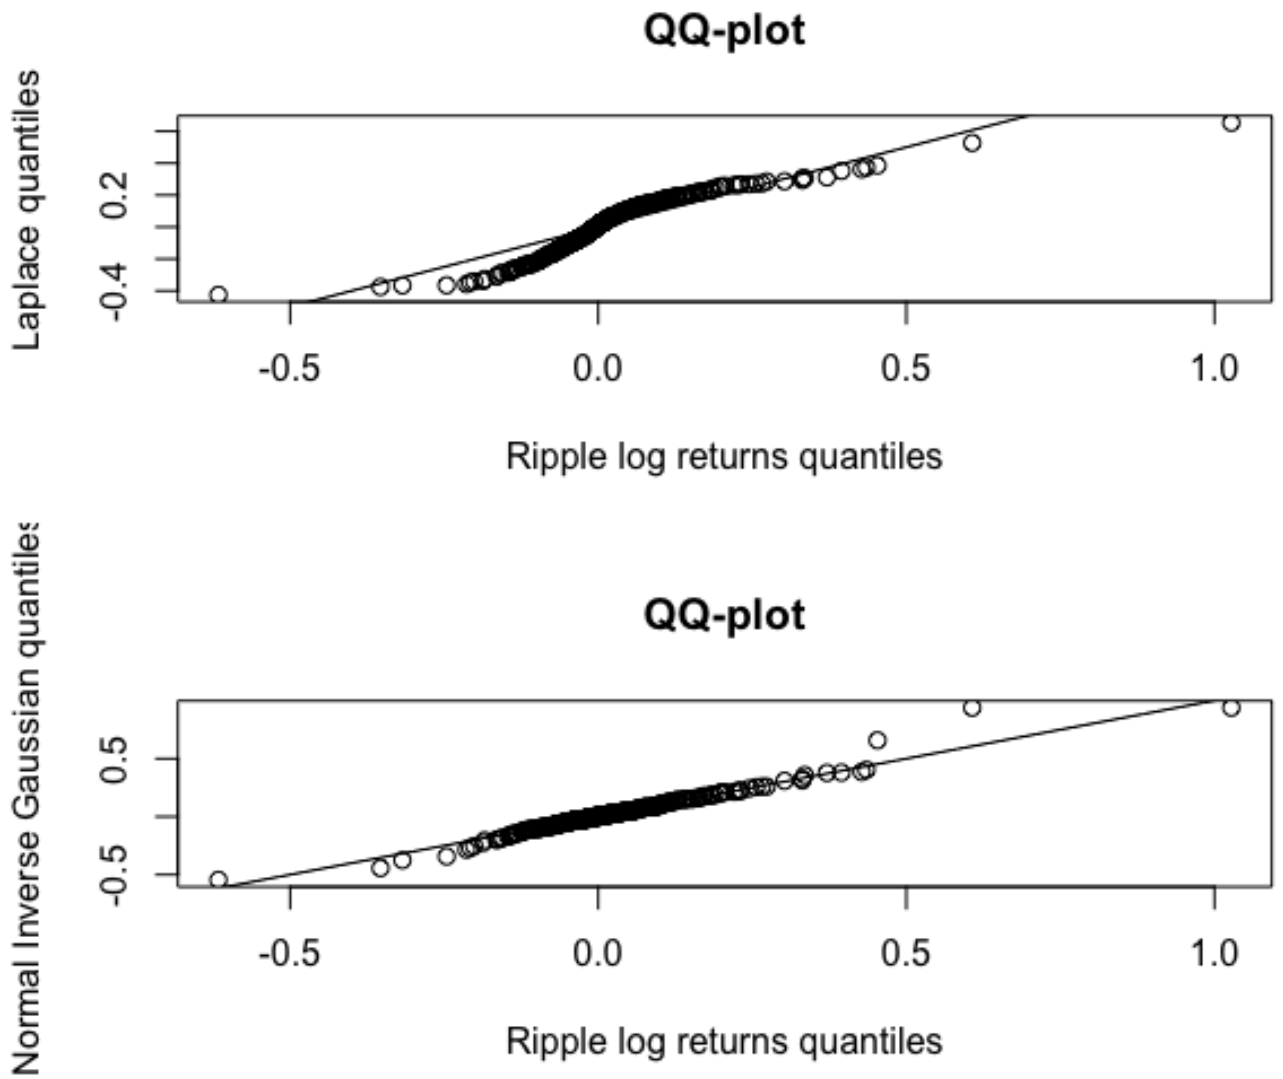 QQ-plot
Laplace quantiles
0.2
-0.4
-0.5 0.0 0.5 1.0
Ripple log returns quantiles
QQ-plot
Normal Inverse Gaussian quantiles
0.5
-0.5
-0.5 0.0 0.5 1.0
Ripple log returns quantiles